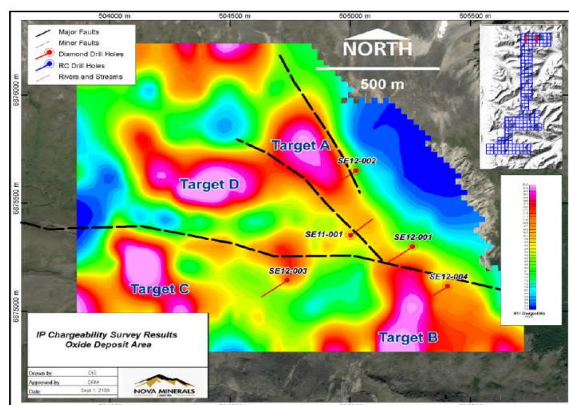 504000 m
504500 m
505000 m
505500 m
Major Faults
Minor Faults
Diamond Drill Holes
RC Drill Holes
Rivers and Streams
NORTH
500 m
6876000 m
6875500 m
6875000 m
Target A
SE12-002
Target D
SE11-001
SE12-001
SE12-003
SE12-004
Target C
Target B
IP Chargeability Survey Results
Oxide Deposit Area
Drawn by
Approved by
DRM
Date
NOVA MINERALS